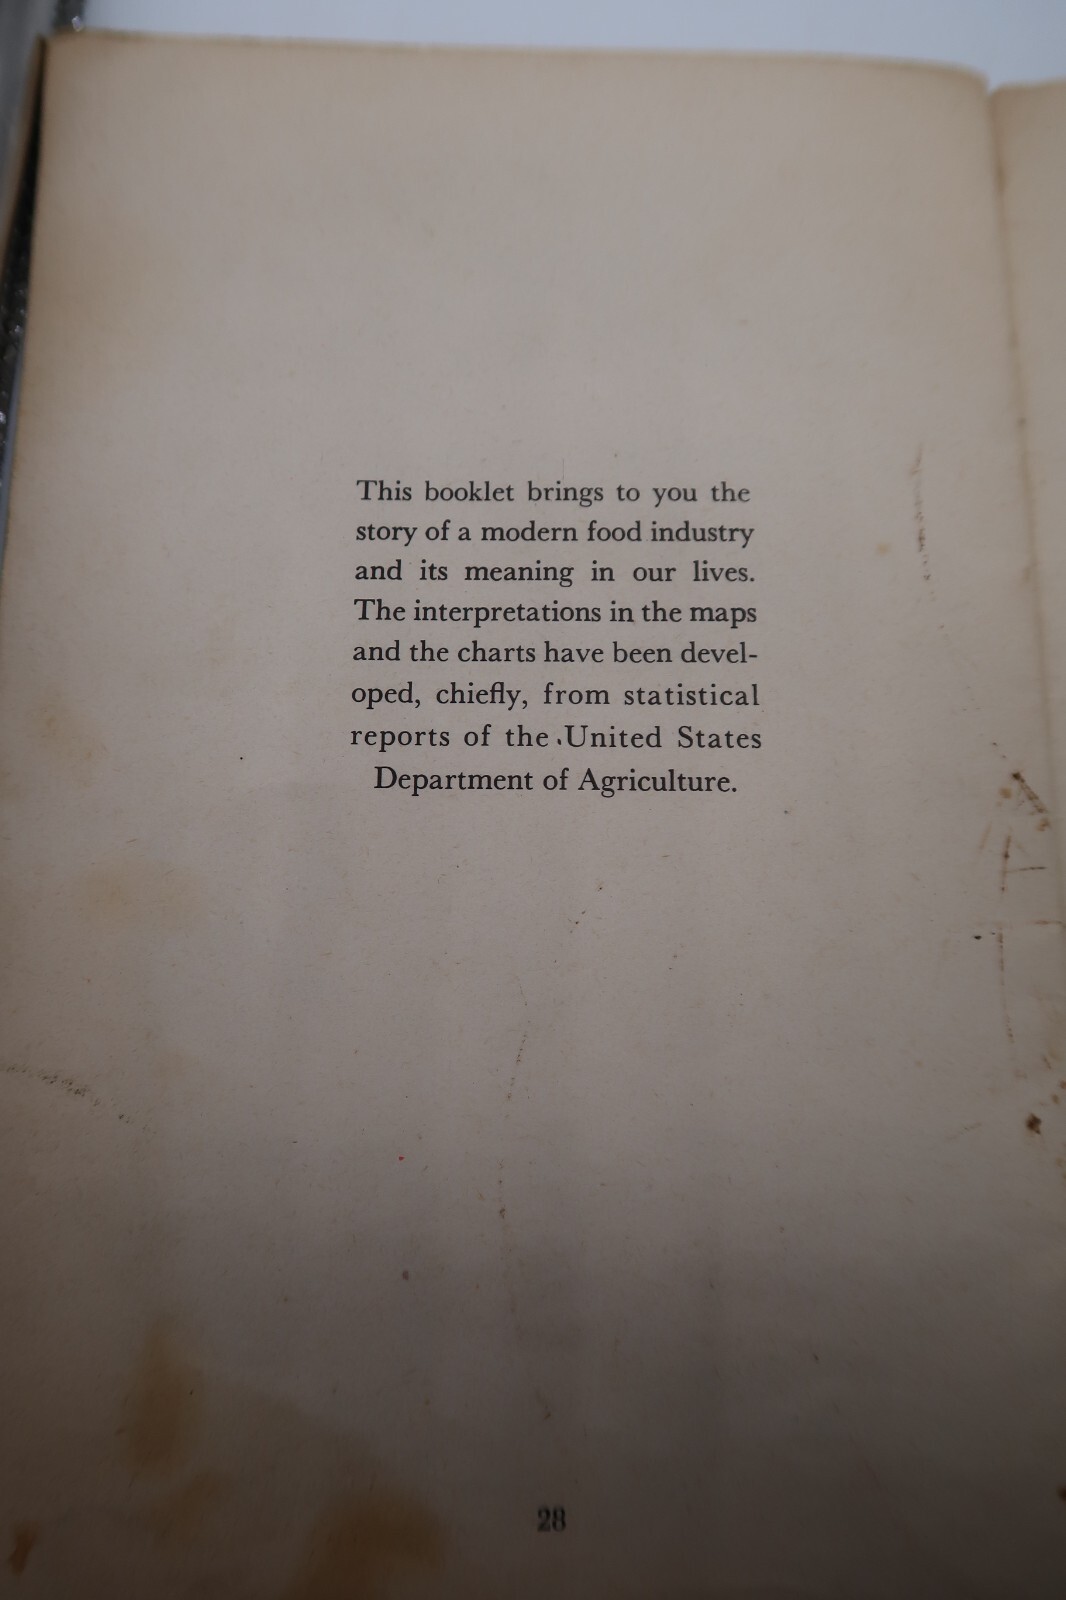 This booklet brings to you the
story of a modern food industry
and its meaning in our lives.
The interpretations in the maps
and the charts have been devel-
oped, chiefly, from statistical
reports of the United States
Department of Agriculture.
28